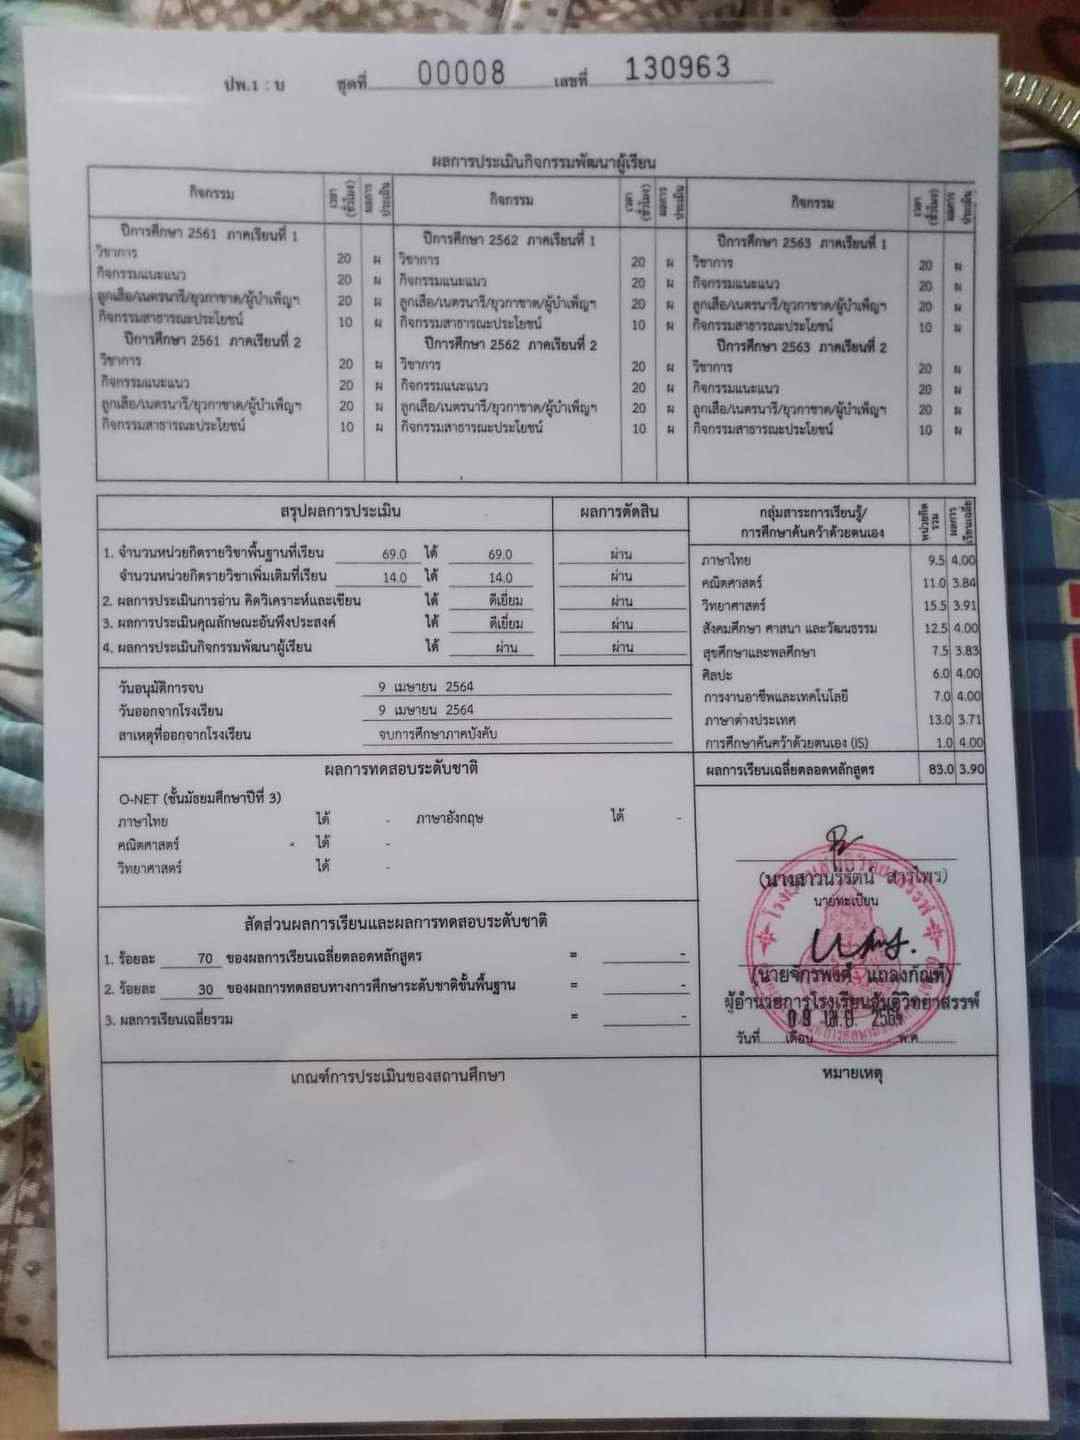 ปพ.1 : บ ชุดที่ 00008 เลขที่ 130963
ผลการประเมินกิจกรรมพัฒนาผู้เรียน
กิจกรรม เวลา (ชั่วโมง) ผลการประเมิน กิจกรรม เวลา (ชั่วโมง) ผลการประเมิน กิจกรรม เวลา (ชั่วโมง) ผลการประเมิน
ปีการศึกษา 2561 ภาคเรียนที่ 1 ปีการศึกษา 2562 ภาคเรียนที่ 1 ปีการศึกษา 2563 ภาคเรียนที่ 1
วิชาการ 20 ผ วิชาการ 20 ผ วิชาการ 20 ผ
กิจกรรมแนะแนว 20 ผ กิจกรรมแนะแนว 20 ผ กิจกรรมแนะแนว 20 ผ
ลูกเสือ/เนตรนารี/ยุวกาชาด/ผู้บำเพ็ญฯ 20 ผ ลูกเสือ/เนตรนารี/ยุวกาชาด/ผู้บำเพ็ญฯ 20 ผ ลูกเสือ/เนตรนารี/ยุวกาชาด/ผู้บำเพ็ญฯ 20 ผ
กิจกรรมสาธารณะประโยชน์ 10 ผ กิจกรรมสาธารณะประโยชน์ 10 ผ กิจกรรมสาธารณะประโยชน์ 10 ผ
ปีการศึกษา 2561 ภาคเรียนที่ 2 ปีการศึกษา 2562 ภาคเรียนที่ 2 ปีการศึกษา 2563 ภาคเรียนที่ 2
วิชาการ 20 ผ วิชาการ 20 ผ วิชาการ 20 ผ
กิจกรรมแนะแนว 20 ผ กิจกรรมแนะแนว 20 ผ กิจกรรมแนะแนว 20 ผ
ลูกเสือ/เนตรนารี/ยุวกาชาด/ผู้บำเพ็ญฯ 20 ผ ลูกเสือ/เนตรนารี/ยุวกาชาด/ผู้บำเพ็ญฯ 20 ผ ลูกเสือ/เนตรนารี/ยุวกาชาด/ผู้บำเพ็ญฯ 20 ผ
กิจกรรมสาธารณะประโยชน์ 10 ผ กิจกรรมสาธารณะประโยชน์ 10 ผ กิจกรรมสาธารณะประโยชน์ 10 ผ
สรุปผลการประเมิน ผลการตัดสิน
1. จำนวนหน่วยกิตรายวิชาพื้นฐานที่เรียน 69.0 ได้ 69.0 ผ่าน
จำนวนหน่วยกิตรายวิชาเพิ่มเติมที่เรียน 14.0 ได้ 14.0 ผ่าน
2. ผลการประเมินการอ่าน คิดวิเคราะห์และเขียน ได้ ดีเยี่ยม ผ่าน
3. ผลการประเมินคุณลักษณะอันพึงประสงค์ ได้ ดีเยี่ยม ผ่าน
4. ผลการประเมินกิจกรรมพัฒนาผู้เรียน ได้ ผ่าน ผ่าน
วันอนุมัติการจบ 9 เมษายน 2564
วันออกจากโรงเรียน 9 เมษายน 2564
สาเหตุที่ออกจากโรงเรียน จบการศึกษาภาคบังคับ
กลุ่มสาระการเรียนรู้/ หน่วยกิตรวม ผลการเรียนเฉลี่ย
การศึกษาค้นคว้าด้วยตนเอง
ภาษาไทย 9.5 4.00
คณิตศาสตร์ 11.0 3.84
วิทยาศาสตร์ 15.5 3.91
สังคมศึกษา ศาสนา และวัฒนธรรม 12.5 4.00
สุขศึกษาและพลศึกษา 7.5 3.83
ศิลปะ 6.0 4.00
การงานอาชีพและเทคโนโลยี 7.0 4.00
ภาษาต่างประเทศ 13.0 3.71
การศึกษาค้นคว้าด้วยตนเอง (IS) 1.0 4.00
ผลการเรียนเฉลี่ยตลอดหลักสูตร 83.0 3.90
ผลการทดสอบระดับชาติ
O-NET (ชั้นมัธยมศึกษาปีที่ 3)
ภาษาไทย ได้ - ภาษาอังกฤษ ได้ -
คณิตศาสตร์ ได้ -
วิทยาศาสตร์ ได้ -
สัดส่วนผลการเรียนและผลการทดสอบระดับชาติ
1. ร้อยละ 70 ของผลการเรียนเฉลี่ยตลอดหลักสูตร = -
2. ร้อยละ 30 ของผลการทดสอบทางการศึกษาระดับชาติขั้นพื้นฐาน = -
3. ผลการเรียนเฉลี่ยรวม = -
นายทะเบียน
(นายจักรพงศ์ แถลงกัณฑ์)
วันที่ เดือน พ.ศ.
เกณฑ์การประเมินของสถานศึกษา หมายเหตุ